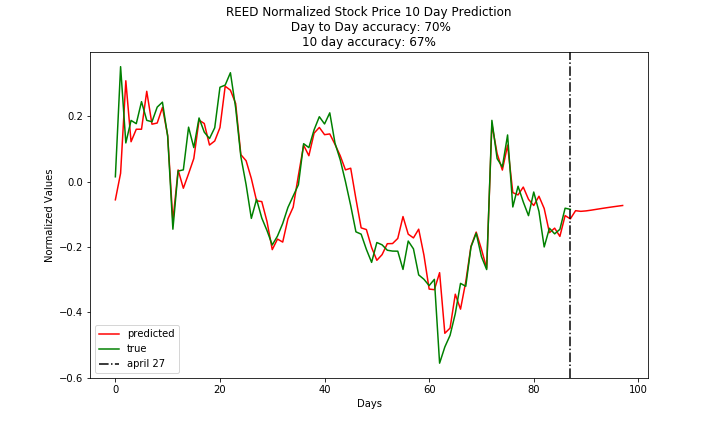 REED Normalized Stock Price 10 Day Prediction
Day to Day accuracy: 70%
10 day accuracy: 67%
Normalized Values
0.2
0.0
−0.2
−0.4
−0.6
predicted
true
april 27
0
20
40
60
80
100
Days